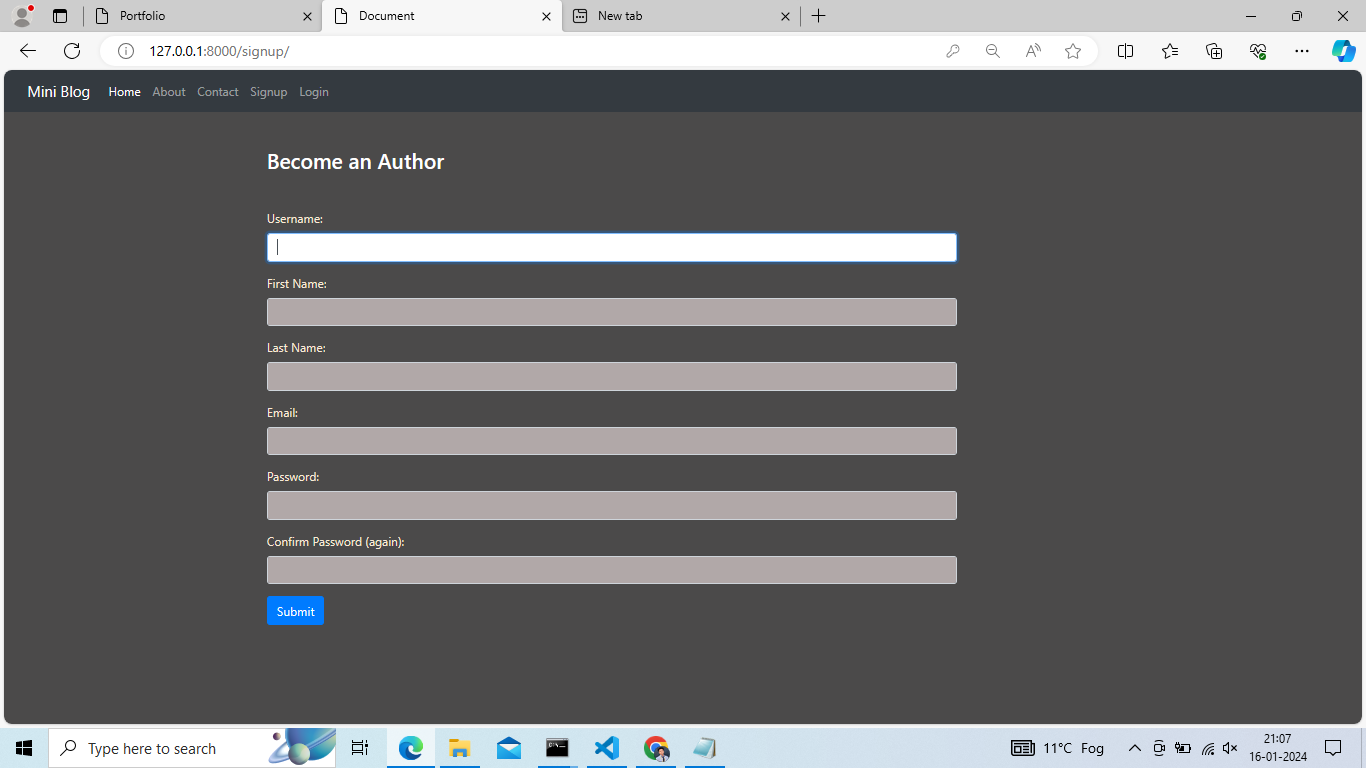 Portfolio
Document
New tab
127.0.0.1:8000/signup/
Mini Blog Home About Contact Signup Login
Become an Author
Username:
First Name:
Last Name:
Email:
Password:
Confirm Password (again):
Submit
Type here to search
11°C Fog
21:07
16-01-2024